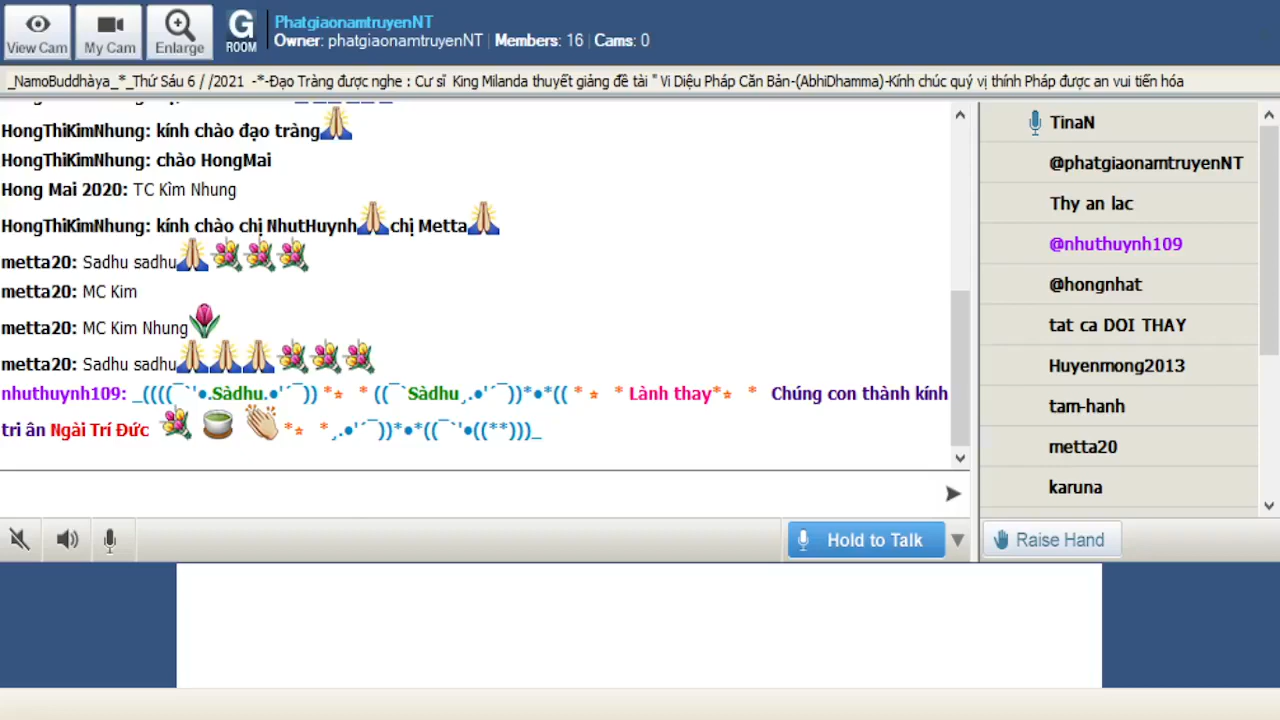 View Cam
My Cam
Enlarge
G
ROOM
PhatgiaonamtruyenNT
Owner: phatgiaonamtruyenNT | Members: 16 | Cams: 0
_NamoBuddhàya_*_Thứ Sáu 6 / /2021 -*-Đạo Tràng được nghe : Cư sĩ King Milanda thuyết giảng đề tài " Vi Diệu Pháp Căn Bản-(AbhiDhamma)-Kính chúc quý vị thính Pháp được an vui tiến hóa
HongThiKimNhung: kính chào đạo tràng
HongThiKimNhung: chào HongMai
Hong Mai 2020: TC Kìm Nhung
HongThiKimNhung: kính chào chị NhutHuynh chị Metta
metta20: Sadhu sadhu
metta20: MC Kim
metta20: MC Kim Nhung
metta20: Sadhu sadhu
nhuthuynh109: _((((¯`'•.Sàdhu.•'´¯)) *⭒ * ((¯`Sàdhu¸.•'´¯))*•*(( *⭒ * Lành thay*⭒ * Chúng con thành kính
tri ân Ngài Trí Đức *⭒ *¸.•'´¯))*•*((¯`'•((**)))_
Hold to Talk
TinaN
@phatgiaonamtruyenNT
Thy an lac
@nhuthuynh109
@hongnhat
tat ca DOI THAY
Huyenmong2013
tam-hanh
metta20
karuna
Raise Hand